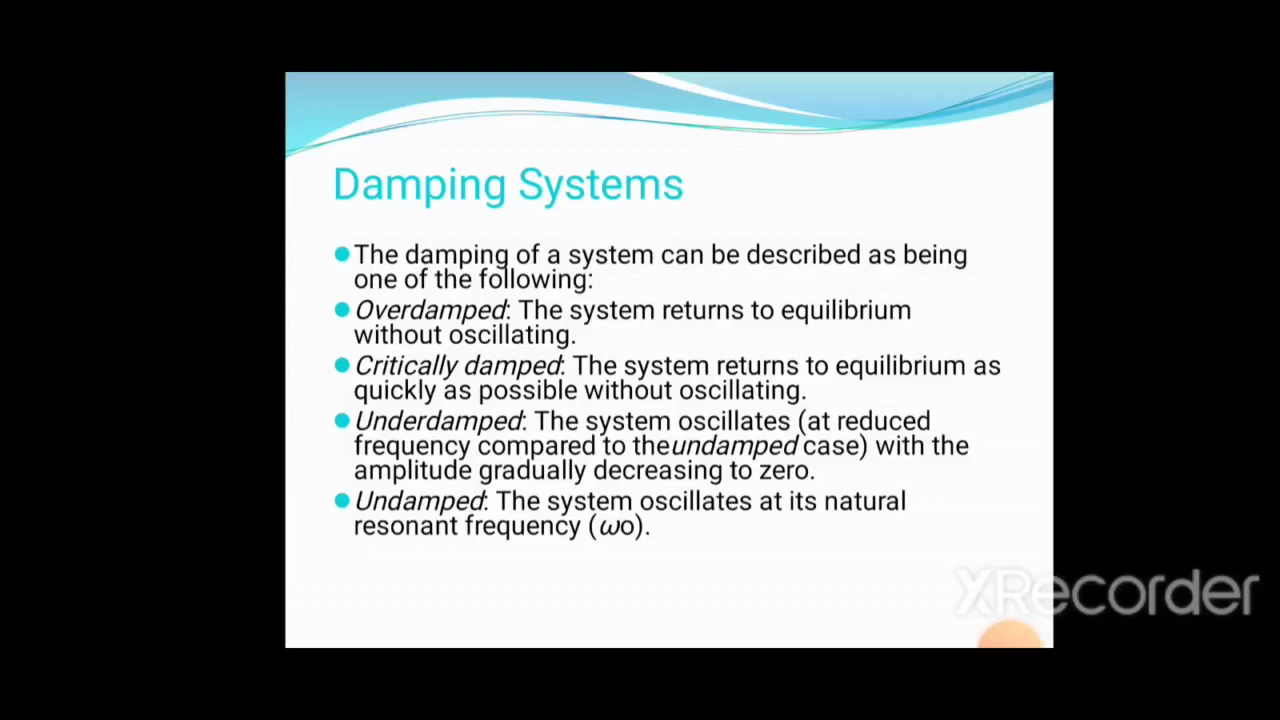 Damping Systems
The damping of a system can be described as being
one of the following:
Overdamped: The system returns to equilibrium
without oscillating.
Critically damped: The system returns to equilibrium as
quickly as possible without oscillating.
Underdamped: The system oscillates (at reduced
frequency compared to theundamped case) with the
amplitude gradually decreasing to zero.
Undamped: The system oscillates at its natural
resonant frequency (ωo).
XRecorder